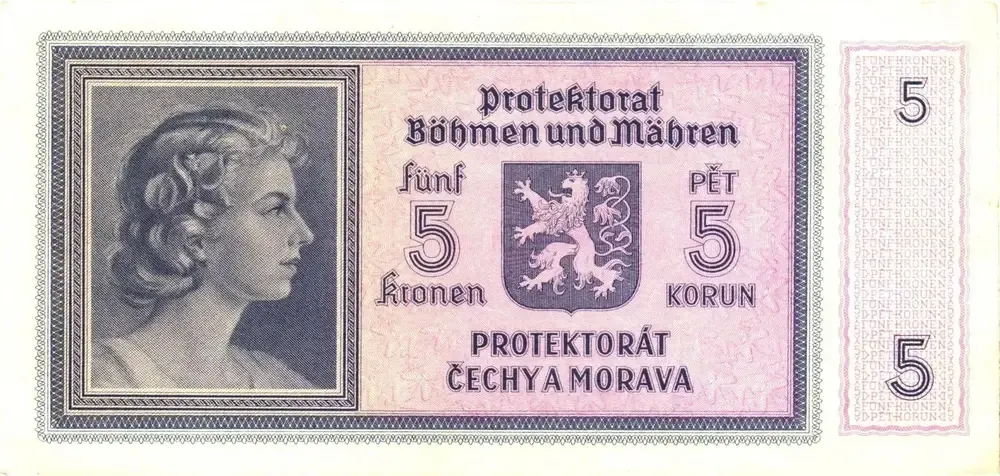 Protektorat
Böhmen und Mähren
fünf
5
Kronen
PĚT
5
KORUN
PROTEKTORÁT
ČECHY A MORAVA
5
5